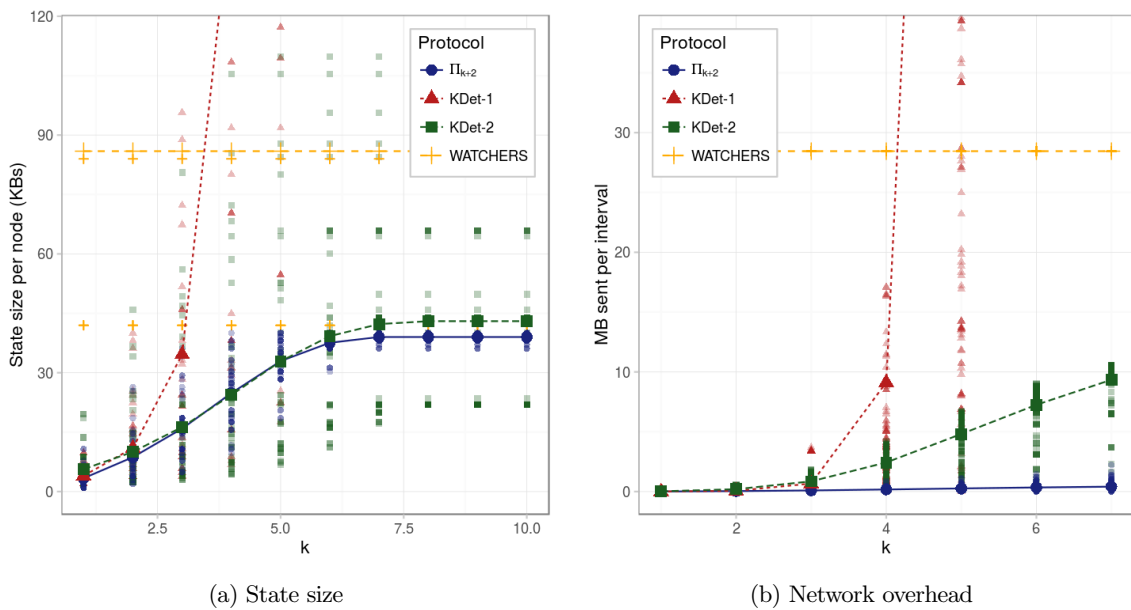 120
90
60
30
0
State size per node (KBs)
2.5
5.0
7.5
10.0
k
Protocol
Πk+2
KDet-1
KDet-2
WATCHERS
(a) State size
30
20
10
0
MB sent per interval
2
4
6
k
Protocol
Πk+2
KDet-1
KDet-2
WATCHERS
(b) Network overhead